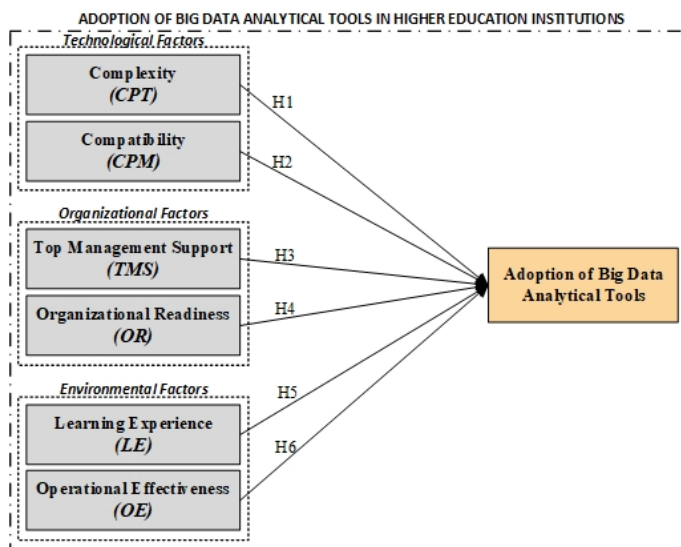 ADOPTION OF BIG DATA ANALYTICAL TOOLS IN HIGHER EDUCATION INSTITUTIONS
Technological Factors
Complexity
(CPT)
H1
Compatibility
(CPM)
H2
Organizational Factors
Top Management Support
(TMS)
H3
Organizational Readiness
(OR)
H4
Adoption of Big Data
Analytical Tools
Environmental Factors
Learning Experience
(LE)
H5
Operational Effectiveness
(OE)
H6